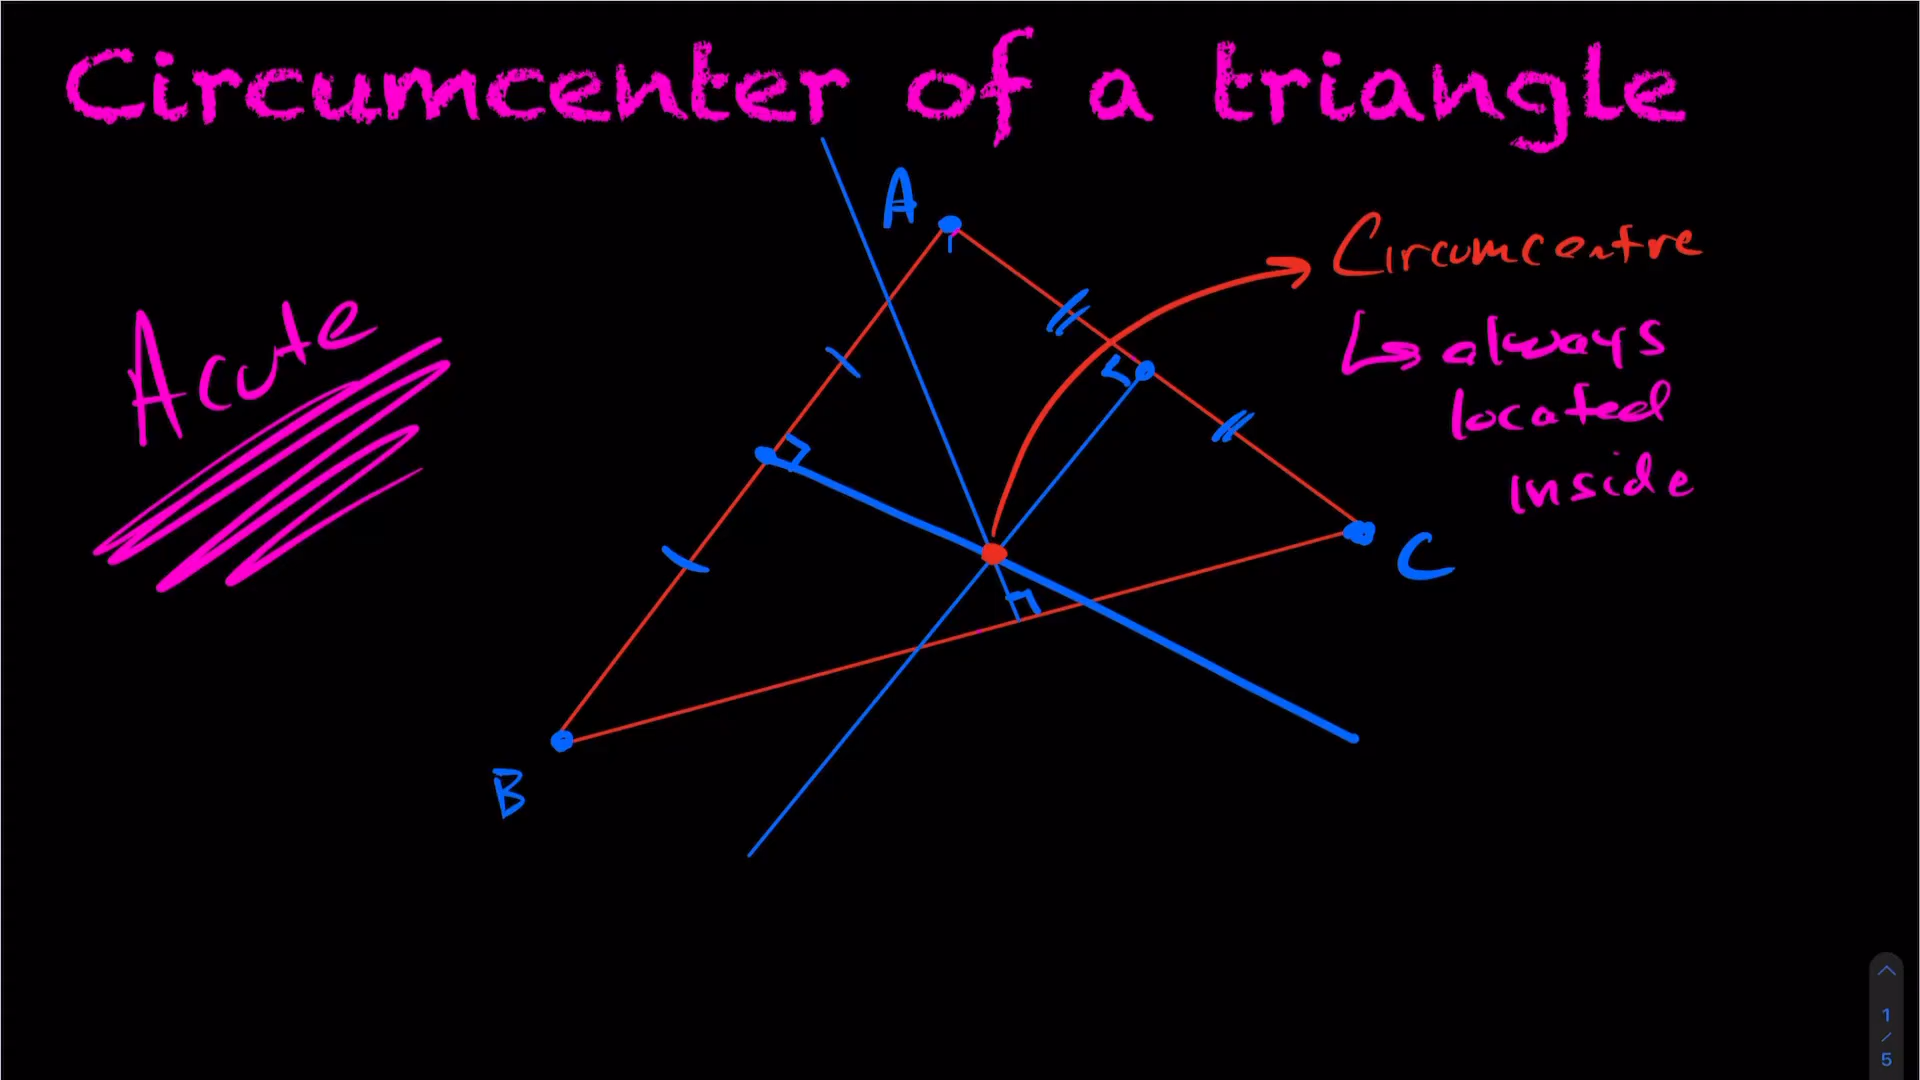 Circumcenter of a triangle
A
Circumcentre
Acute
↳ always
located
inside
C
B
1
/
5